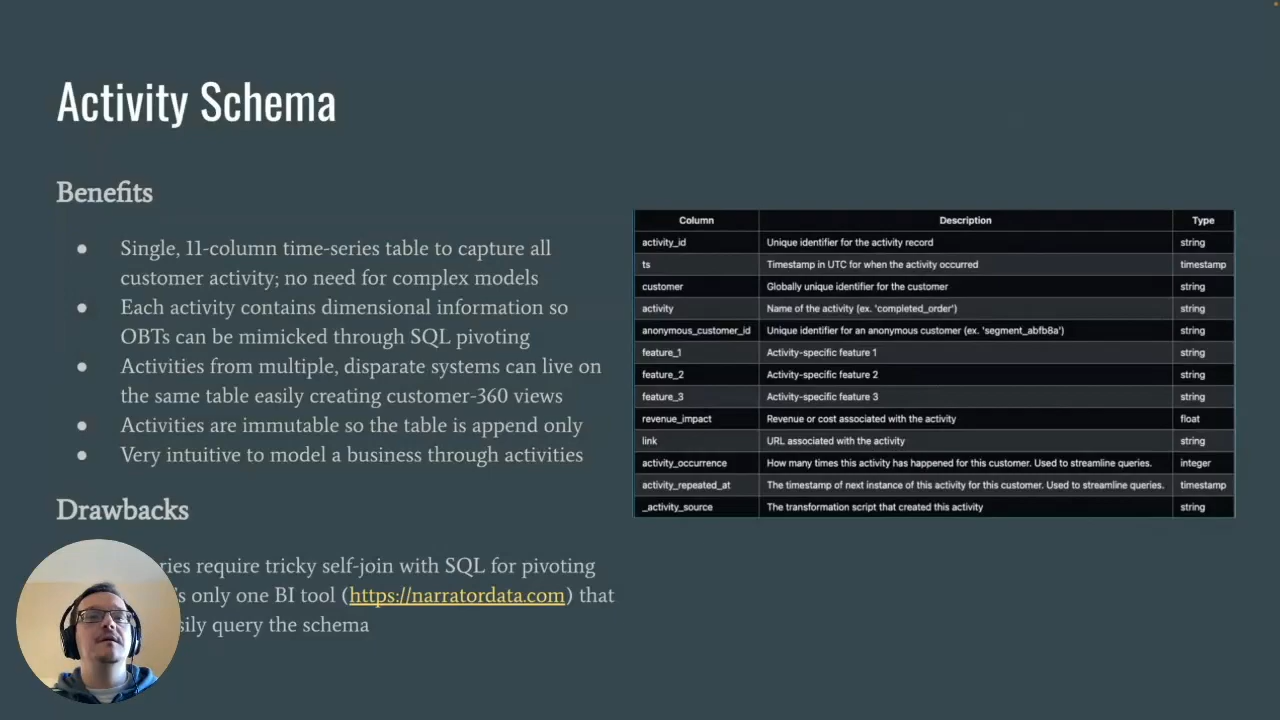 Activity Schema
Benefits
● Single, 11-column time-series table to capture all
customer activity; no need for complex models
● Each activity contains dimensional information so
OBTs can be mimicked through SQL pivoting
● Activities from multiple, disparate systems can live on
the same table easily creating customer-360 views
● Activities are immutable so the table is append only
● Very intuitive to model a business through activities
Drawbacks
require tricky self-join with SQL for pivoting
only one BI tool (https://narratordata.com) that
query the schema
Column Description Type
activity_id Unique identifier for the activity record string
ts Timestamp in UTC for when the activity occurred timestamp
customer Globally unique identifier for the customer string
activity Name of the activity (ex. 'completed_order') string
anonymous_customer_id Unique identifier for an anonymous customer (ex. 'segment_abfb8a') string
feature_1 Activity-specific feature 1 string
feature_2 Activity-specific feature 2 string
feature_3 Activity-specific feature 3 string
revenue_impact Revenue or cost associated with the activity float
link URL associated with the activity string
activity_occurrence How many times this activity has happened for this customer. Used to streamline queries. integer
activity_repeated_at The timestamp of next instance of this activity for this customer. Used to streamline queries. timestamp
_activity_source The transformation script that created this activity string